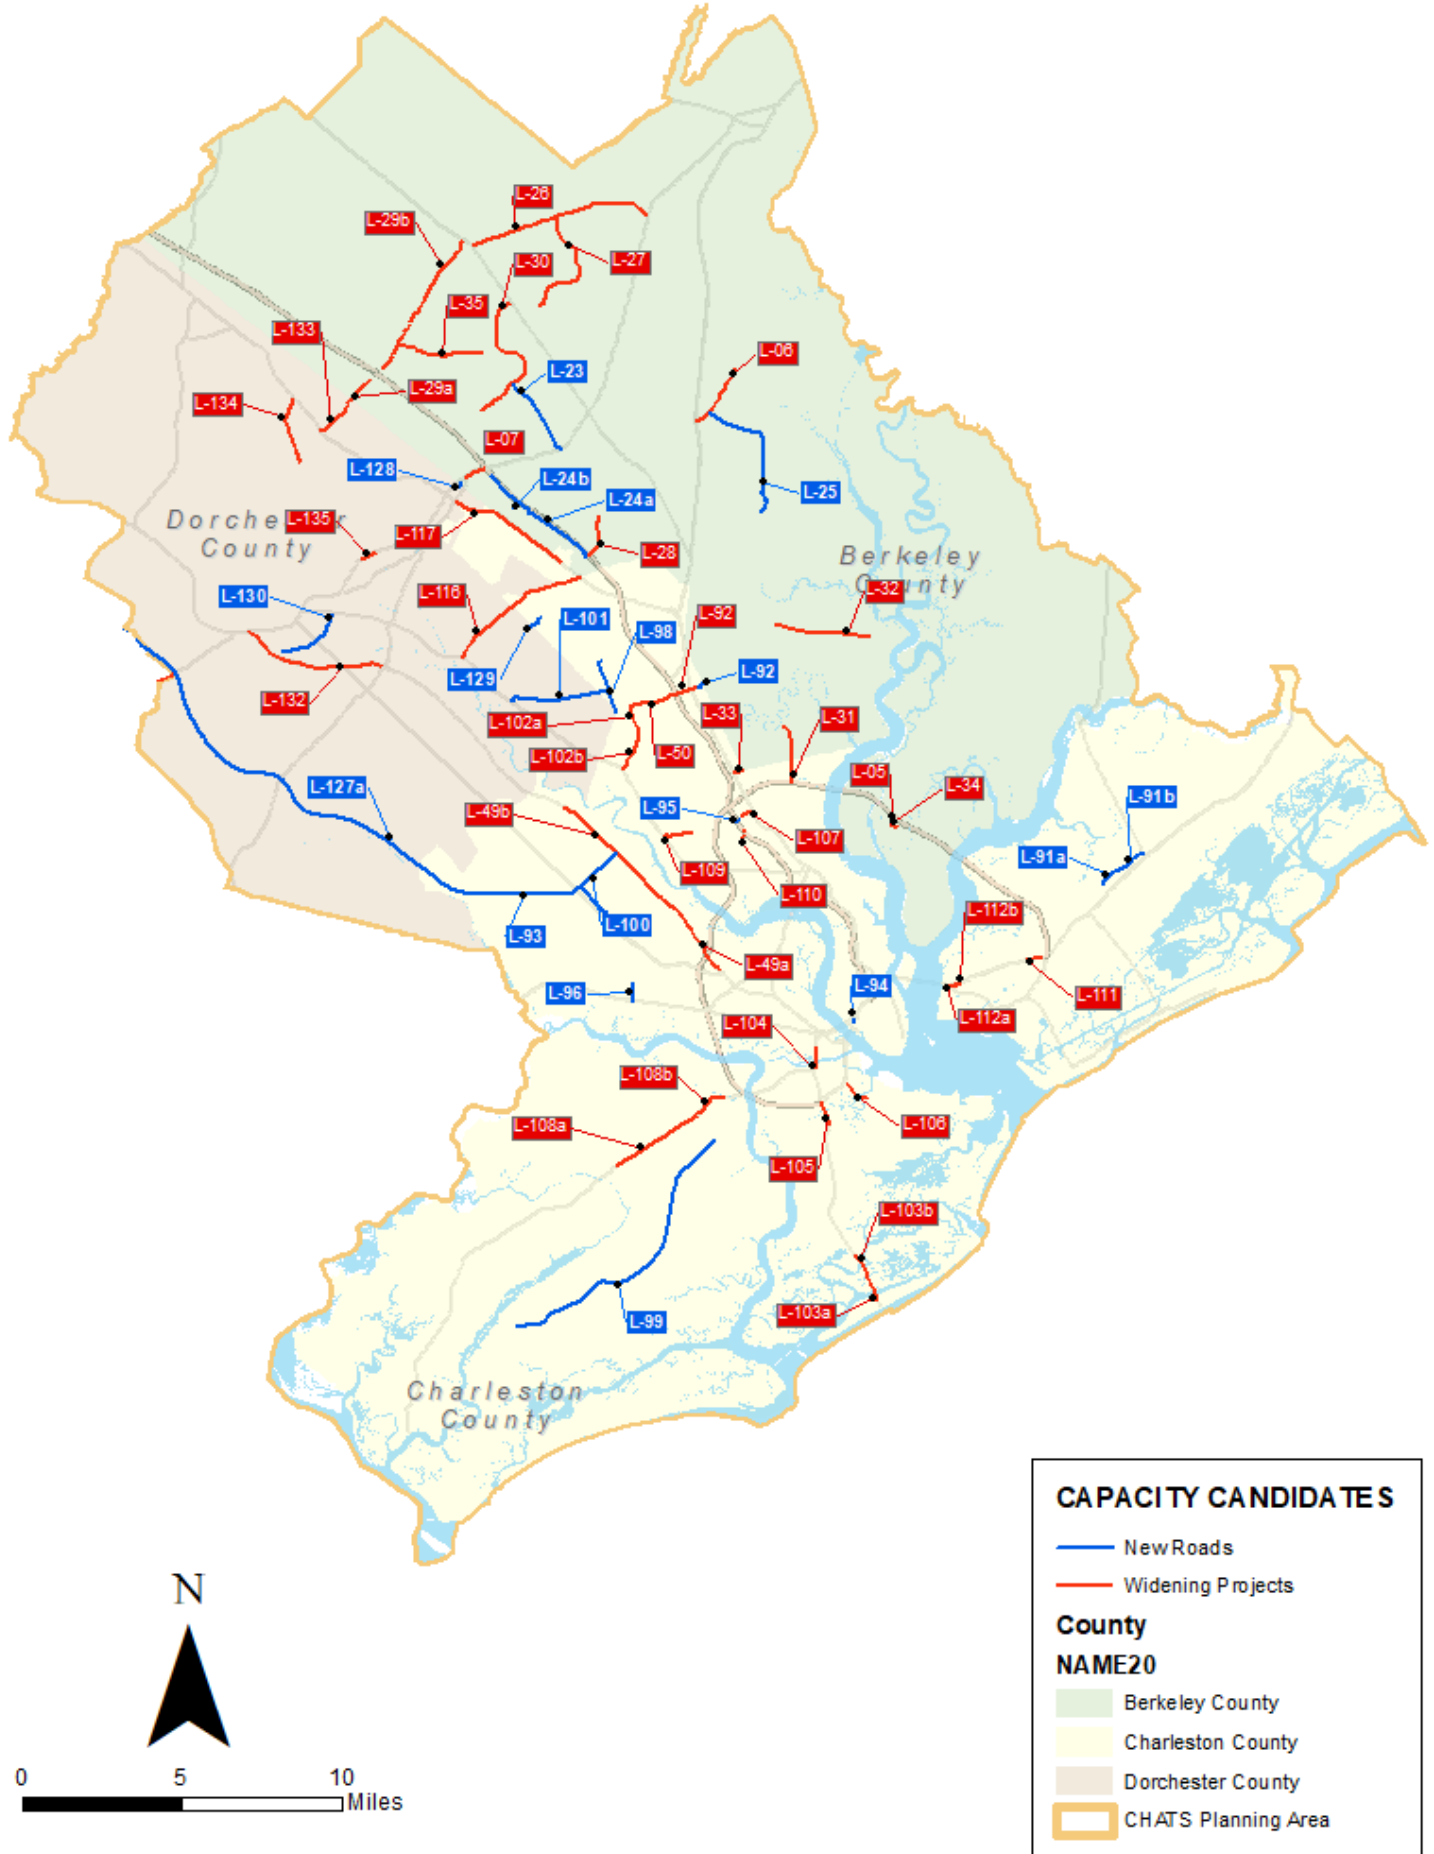 L-26
L-29b
L-27
L-30
L-35
L-133
L-06
L-23
L-29a
L-134
L-07
L-128
L-24b
L-24a
L-25
Dorchester
County
L-135
L-117
L-28
Berkeley
County
L-130
L-116
L-32
L-101
L-98
L-92
L-129
L-92
L-132
L-102a
L-33
L-31
L-102b
L-50
L-127a
L-05
L-34
L-49b
L-95
L-91b
L-107
L-91a
L-109
L-110
L-112b
L-100
L-93
L-49a
L-96
L-94
L-111
L-104
L-112a
L-108b
L-108a
L-106
L-105
L-103b
L-103a
L-99
Charleston
County
CAPACITY CANDIDATES
New Roads
Widening Projects
County
NAME20
Berkeley County
Charleston County
Dorchester County
CHATS Planning Area
N
0 5 10
Miles